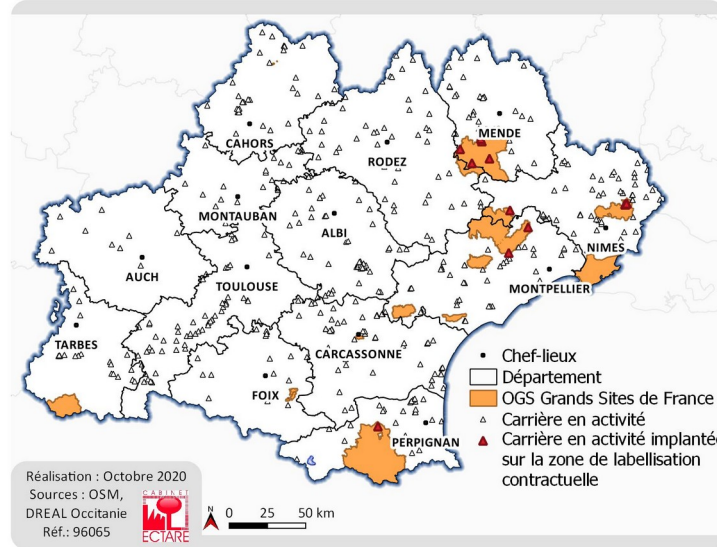 CAHORS
MENDE
RODEZ
MONTAUBAN
ALBI
NIMES
AUCH
TOULOUSE
MONTPELLIER
TARBES
CARCASSONNE
FOIX
PERPIGNAN
Chef-lieux
Département
OGS Grands Sites de France
Carrière en activité
Carrière en activité implantée
sur la zone de labellisation
contractuelle
Réalisation : Octobre 2020
Sources : OSM,
DREAL Occitanie
Réf.: 96065
CABINET
ECTARE
N
0 25 50 km